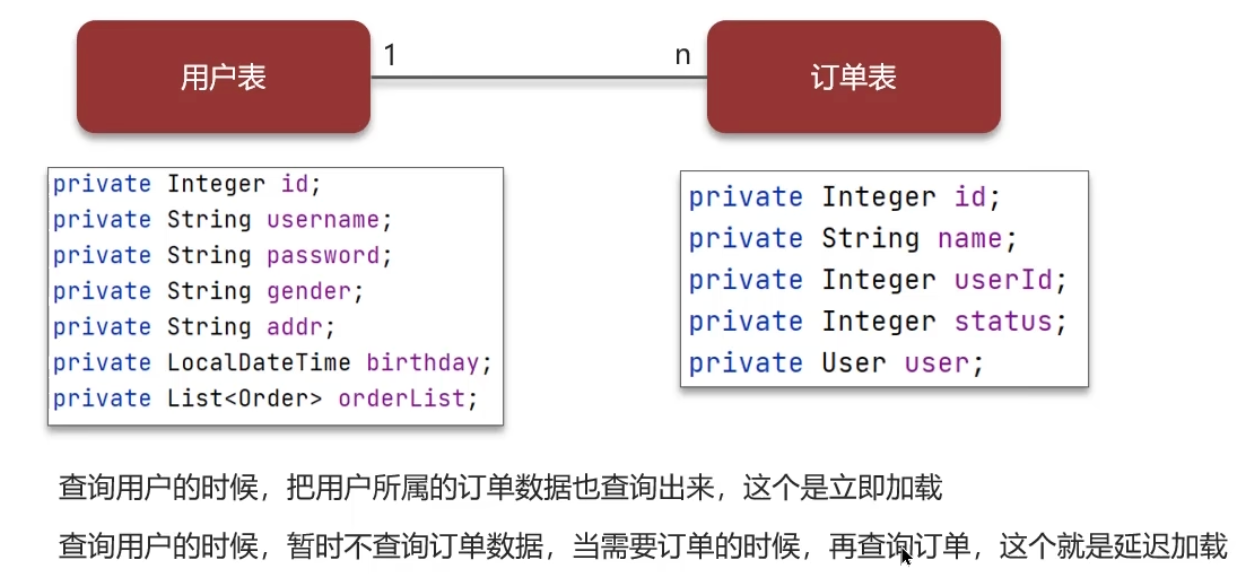 用户表
1
n
订单表
private Integer id;
private String username;
private String password;
private String gender;
private String addr;
private LocalDateTime birthday;
private List<Order> orderList;
private Integer id;
private String name;
private Integer userId;
private Integer status;
private User user;
查询用户的时候，把用户所属的订单数据也查询出来，这个是立即加载
查询用户的时候，暂时不查询订单数据，当需要订单的时候，再查询订单，这个就是延迟加载